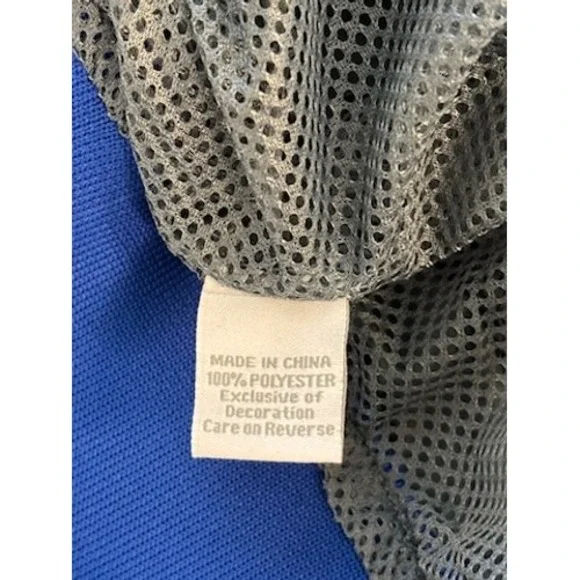 MADE IN CHINA
100% POLYESTER
Exclusive of
Decoration
Care on Reverse